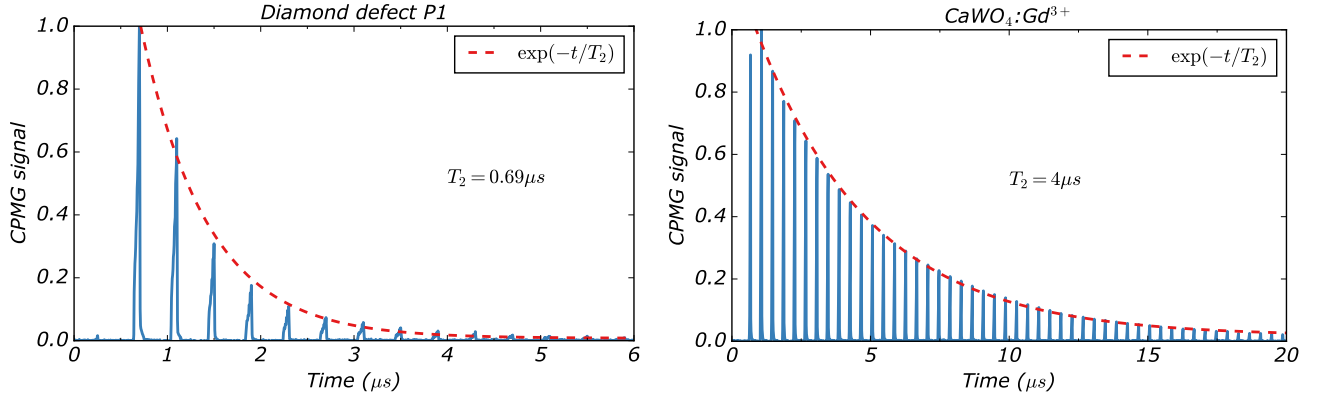 Diamond defect P1
CPMG signal
1.0
0.8
0.6
0.4
0.2
0.0
exp(−t/T₂)
T₂ = 0.69μs
0 1 2 3 4 5 6
Time (μs)
CaWO₄:Gd³⁺
CPMG signal
1.0
0.8
0.6
0.4
0.2
0.0
exp(−t/T₂)
T₂ = 4μs
0 5 10 15 20
Time (μs)